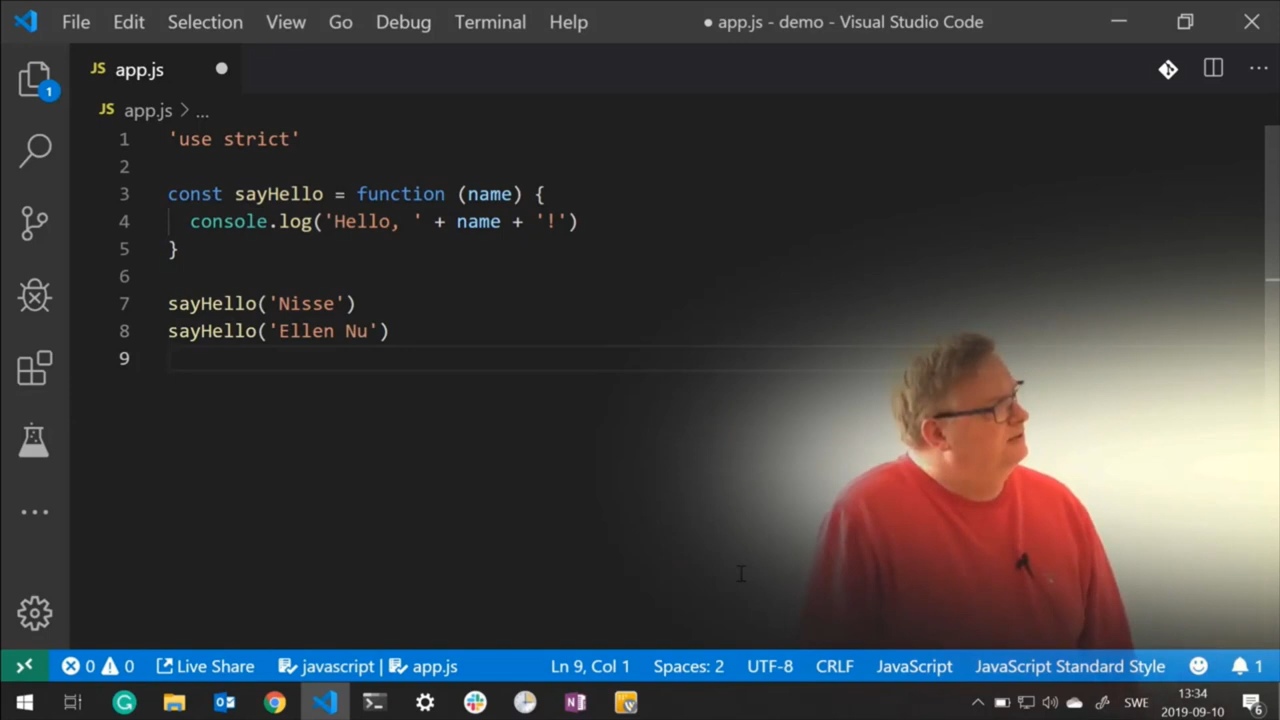 File Edit Selection View Go Debug Terminal Help ● app.js - demo - Visual Studio Code
JS app.js ●
1
JS app.js > ...
1 'use strict'
2
3 const sayHello = function (name) {
4 console.log('Hello, ' + name + '!')
5 }
6
7 sayHello('Nisse')
8 sayHello('Ellen Nu')
9
0 0 Live Share javascript | app.js Ln 9, Col 1 Spaces: 2 UTF-8 CRLF JavaScript JavaScript Standard Style 1
SWE 13:34
2019-09-10 6